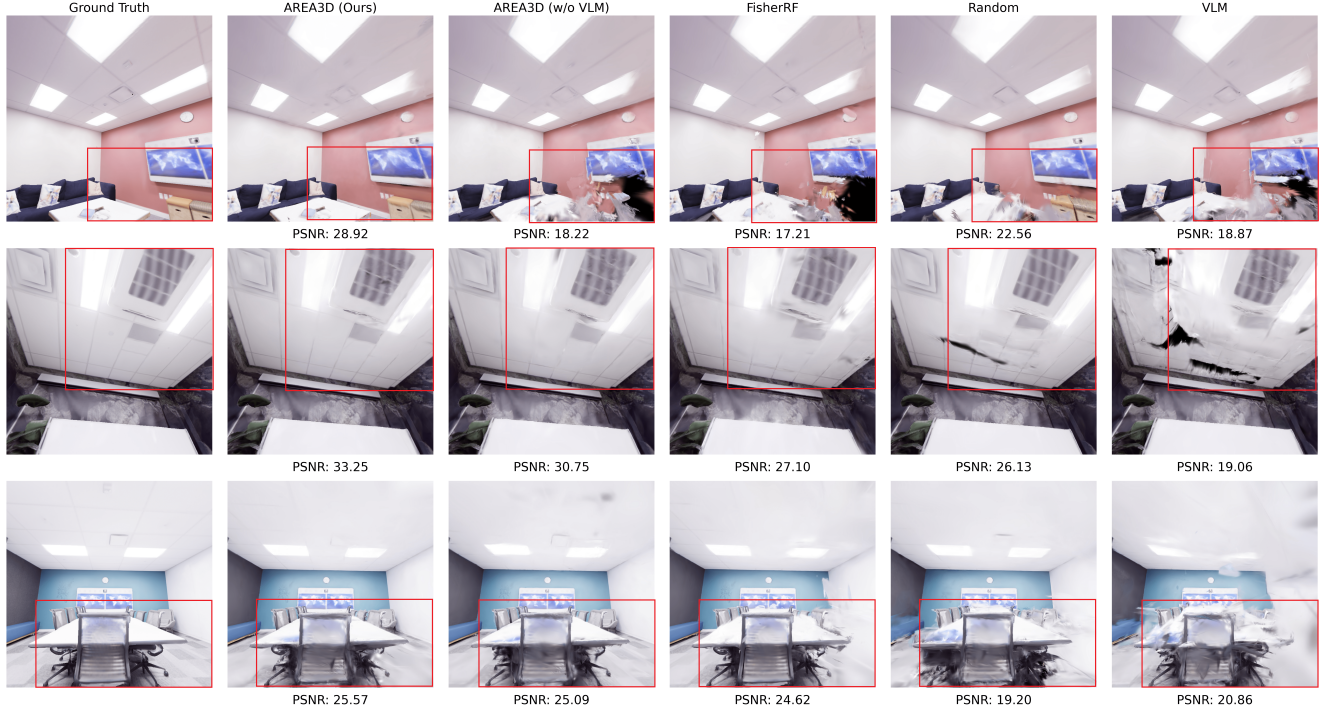 Ground Truth AREA3D (Ours) AREA3D (w/o VLM) FisherRF Random VLM
PSNR: 28.92 PSNR: 18.22 PSNR: 17.21 PSNR: 22.56 PSNR: 18.87
PSNR: 33.25 PSNR: 30.75 PSNR: 27.10 PSNR: 26.13 PSNR: 19.06
PSNR: 25.57 PSNR: 25.09 PSNR: 24.62 PSNR: 19.20 PSNR: 20.86